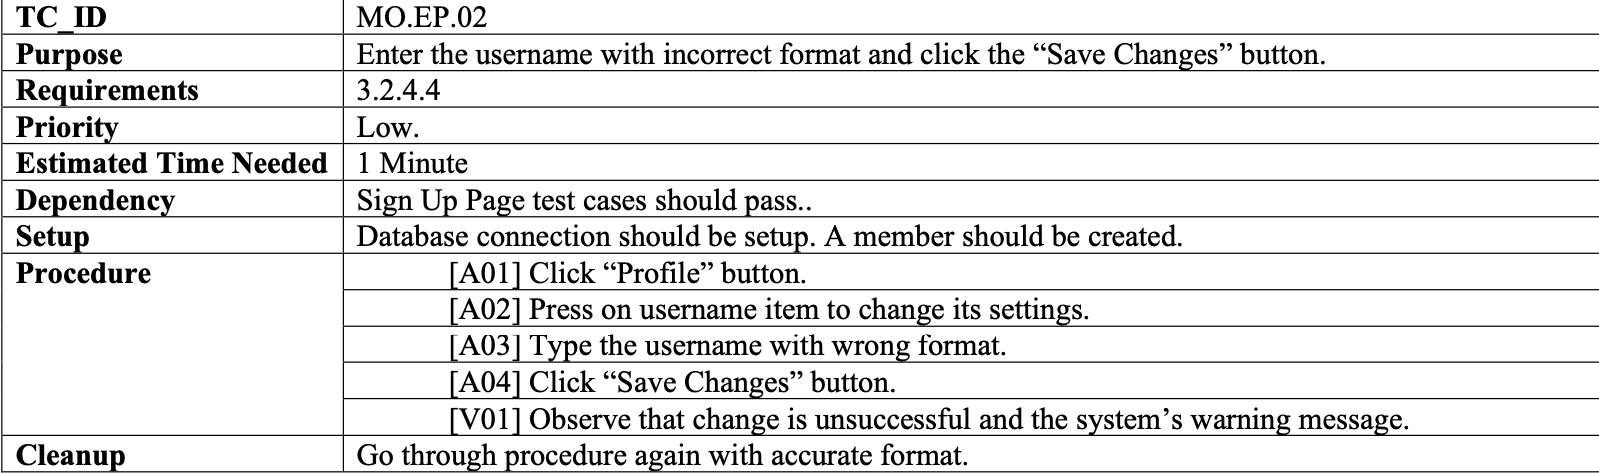 TC_ID MO.EP.02
Purpose Enter the username with incorrect format and click the “Save Changes” button.
Requirements 3.2.4.4
Priority Low.
Estimated Time Needed 1 Minute
Dependency Sign Up Page test cases should pass..
Setup Database connection should be setup. A member should be created.
Procedure [A01] Click “Profile” button.
[A02] Press on username item to change its settings.
[A03] Type the username with wrong format.
[A04] Click “Save Changes” button.
[V01] Observe that change is unsuccessful and the system’s warning message.
Cleanup Go through procedure again with accurate format.